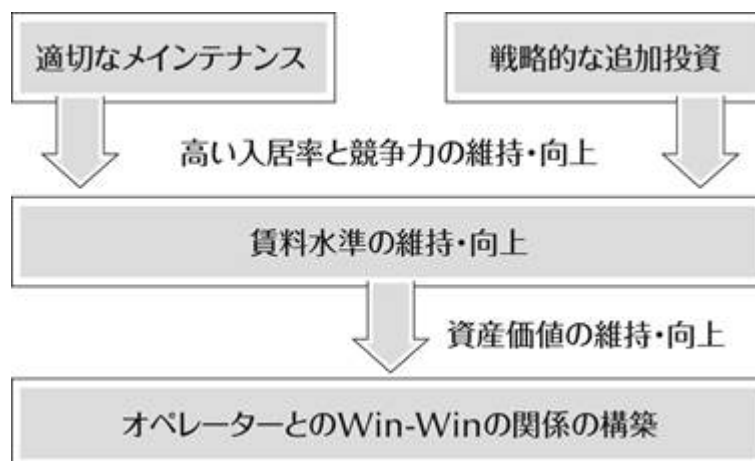 適切なメインテナンス
戦略的な追加投資
高い入居率と競争力の維持・向上
賃料水準の維持・向上
資産価値の維持・向上
オペレーターとのWin-Winの関係の構築